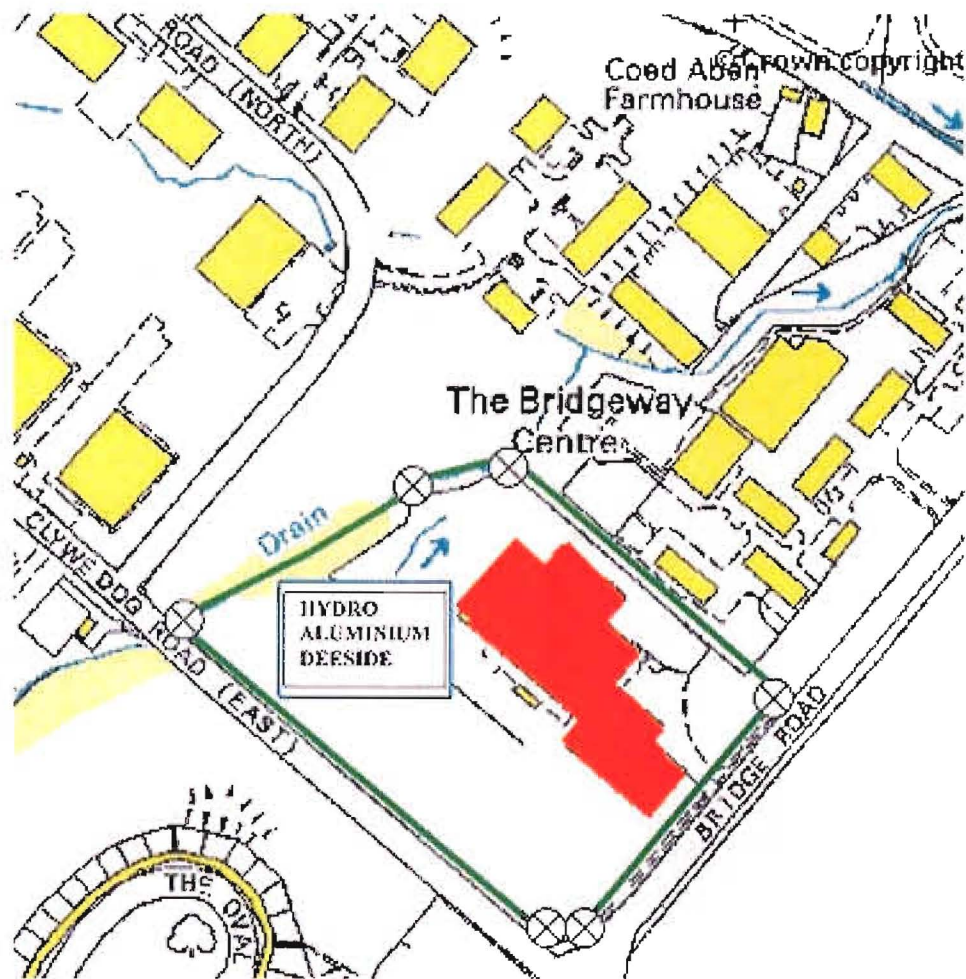 ROAD (NORTH)
© Crown copyright
Coed Aben
Farmhouse
The Bridgeway
Centre
Drain
HYDRO
ALUMINIUM
DEESIDE
CLYWEDOG ROAD (EAST)
BRIDGE ROAD
THE OVAL